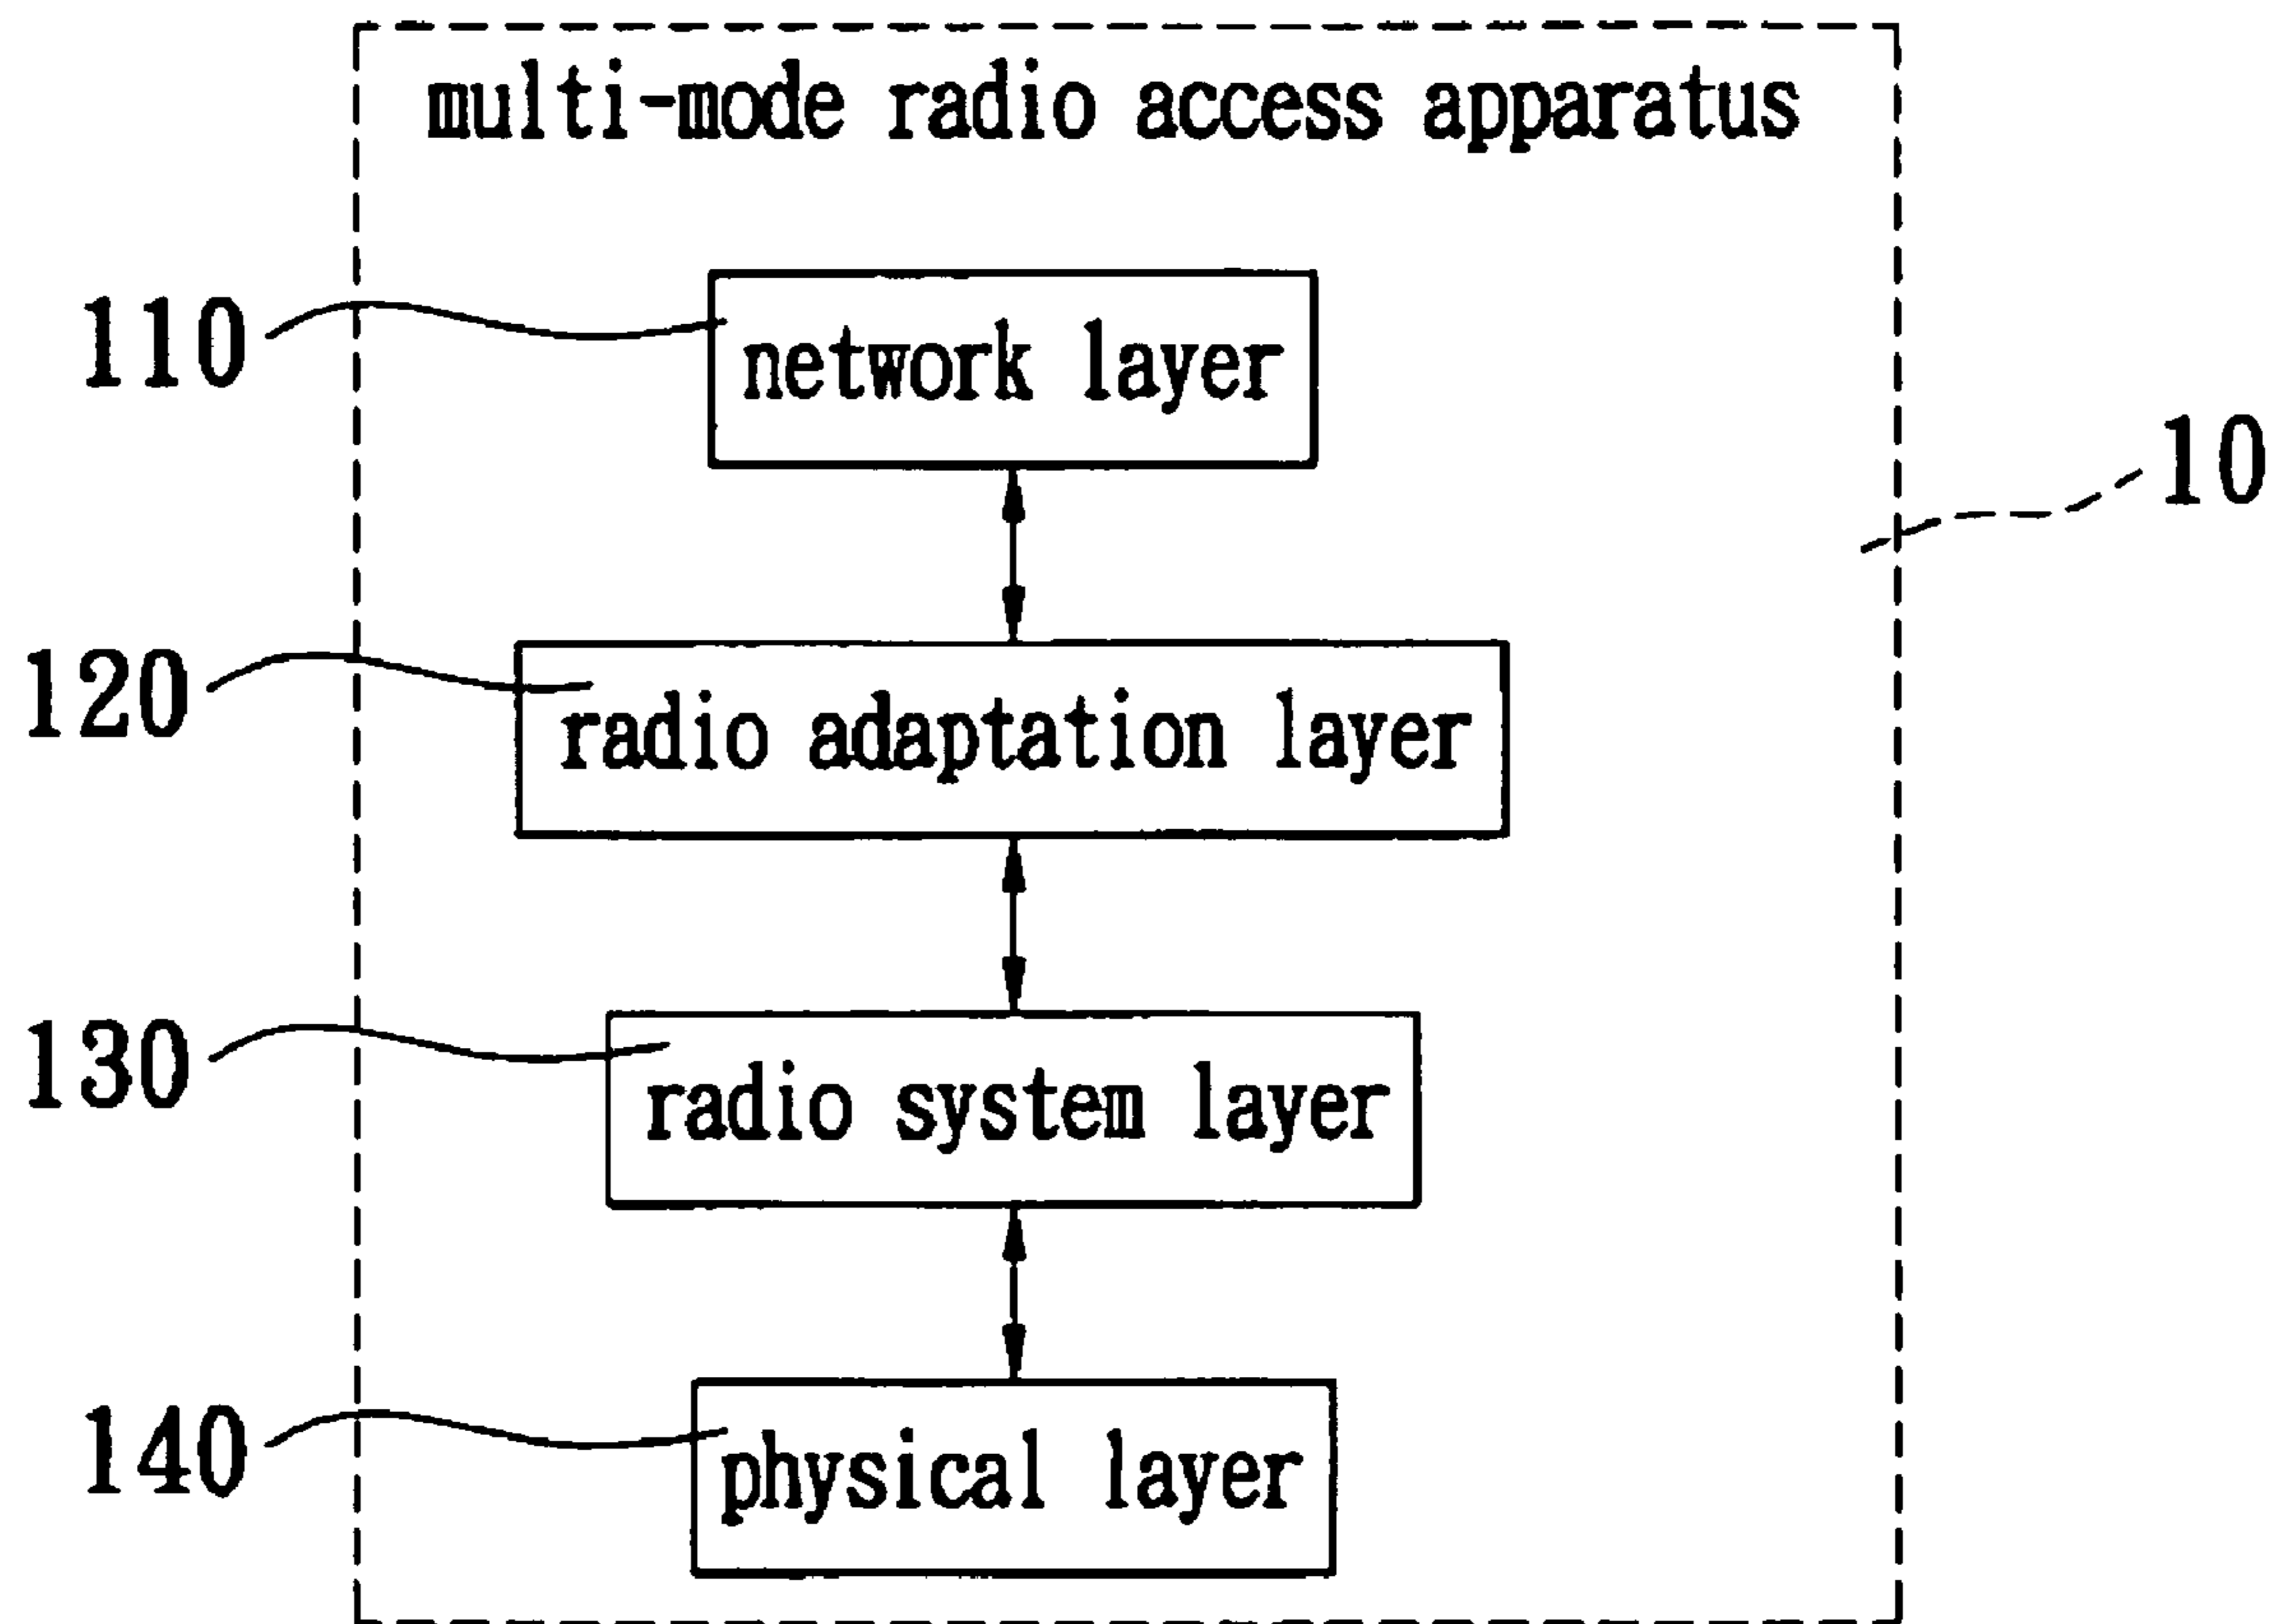 multi-mode radio access apparatus
110
network layer
10
120
radio adaptation layer
130
radio system layer
140
physical layer